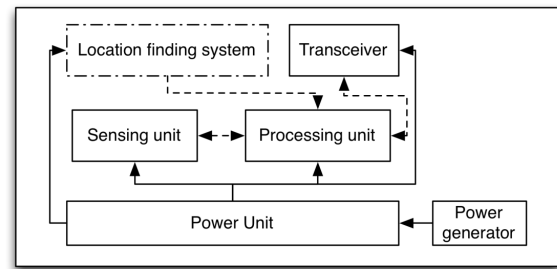 Location finding system
Transceiver
Sensing unit
Processing unit
Power Unit
Power
generator